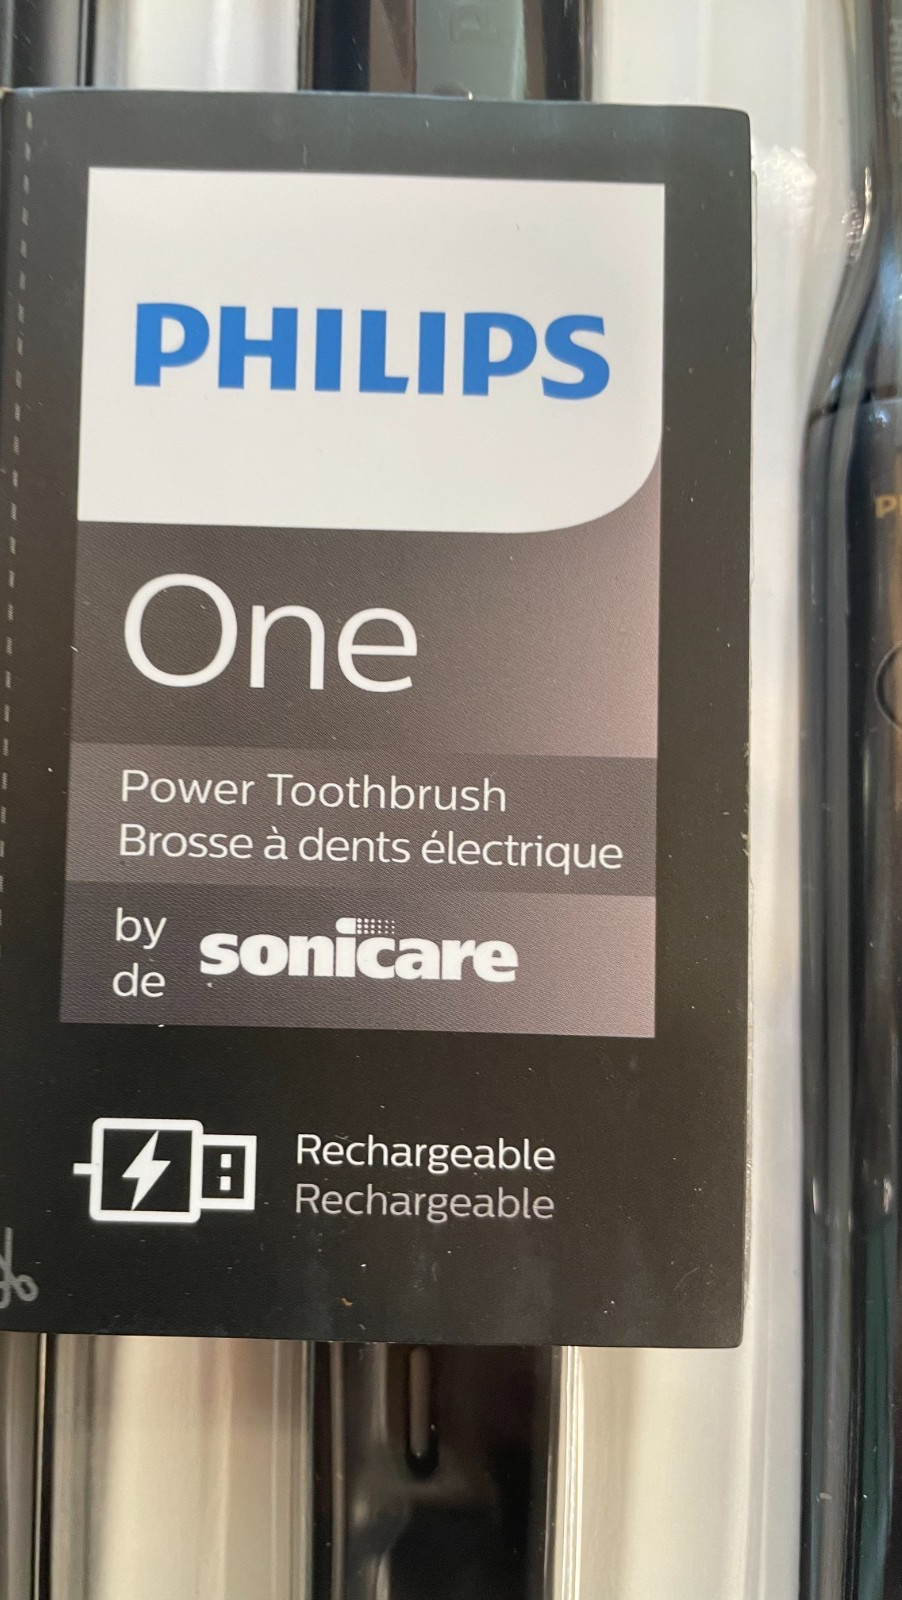 PHILIPS
One
Power Toothbrush
Brosse à dents électrique
by
de
sonicare
Rechargeable
Rechargeable